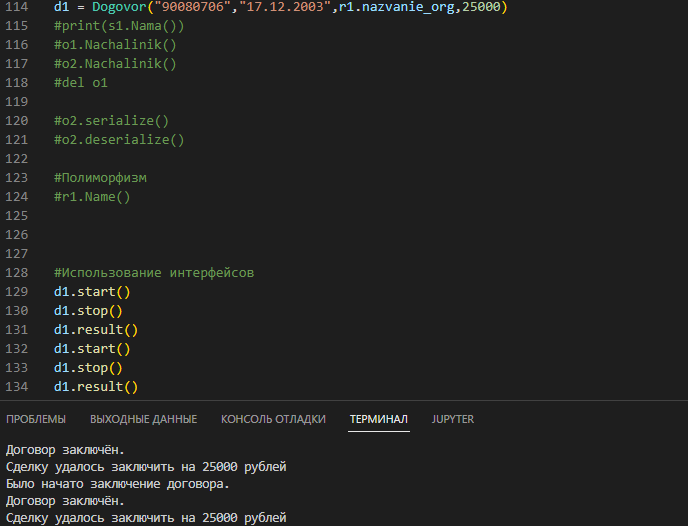 114 d1 = Dogovor("90080706","17.12.2003",r1.nazvanie_org,25000)
115 #print(s1.Nama())
116 #o1.Nachalinik()
117 #o2.Nachalinik()
118 #del o1
119
120 #o2.serialize()
121 #o2.deserialize()
122
123 #Полиморфизм
124 #r1.Name()
125
126
127
128 #Использование интерфейсов
129 d1.start()
130 d1.stop()
131 d1.result()
132 d1.start()
133 d1.stop()
134 d1.result()
ПРОБЛЕМЫ ВЫХОДНЫЕ ДАННЫЕ КОНСОЛЬ ОТЛАДКИ ТЕРМИНАЛ JUPYTER
Договор заключён.
Сделку удалось заключить на 25000 рублей
Было начато заключение договора.
Договор заключён.
Сделку удалось заключить на 25000 рублей